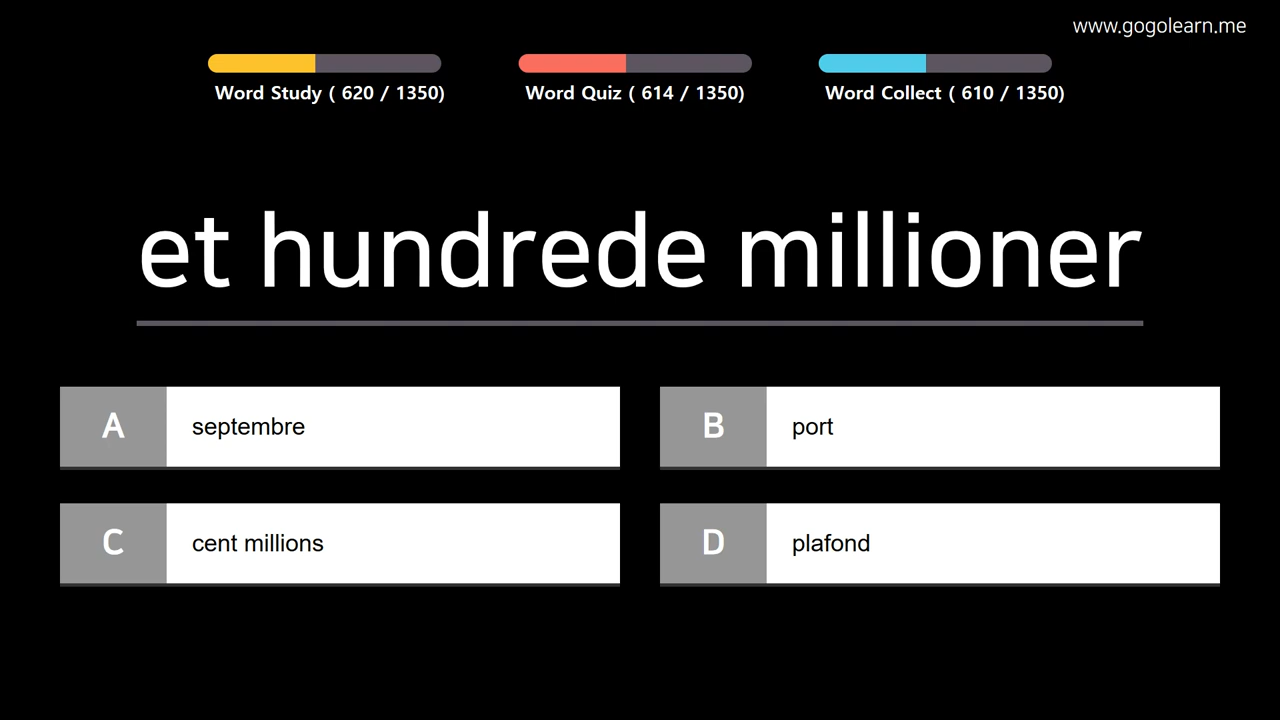 www.gogolearn.me
Word Study ( 620 / 1350)
Word Quiz ( 614 / 1350)
Word Collect ( 610 / 1350)
et hundrede millioner
A septembre
B port
C cent millions
D plafond